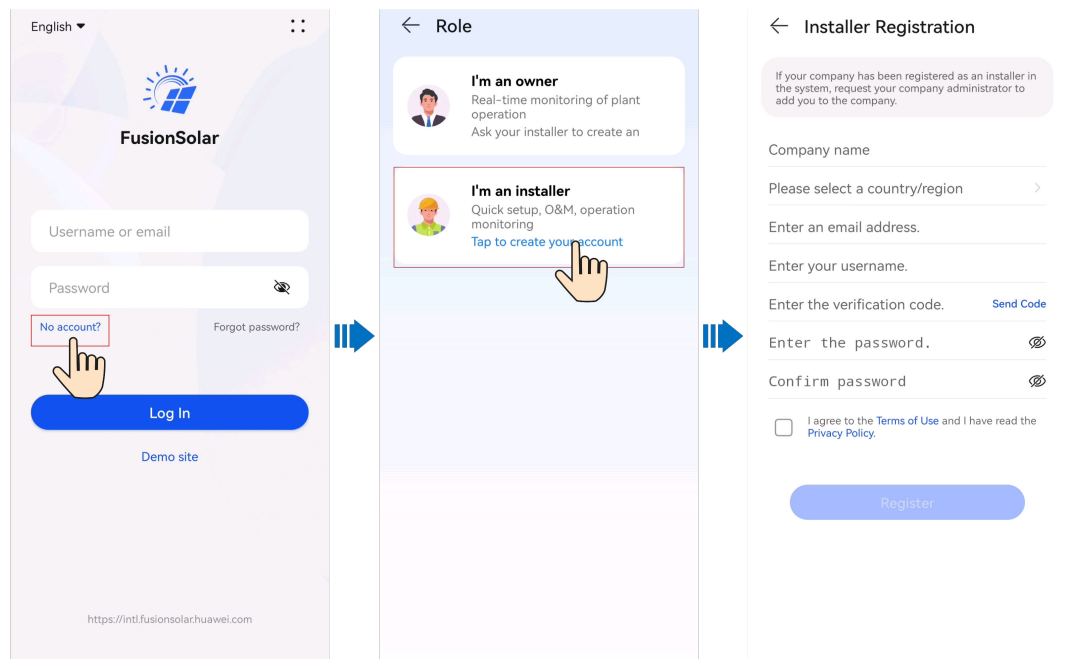 English
FusionSolar
Username or email
Password
No account?
Forgot password?
Log In
Demo site
https://intl.fusionsolar.huawei.com
Role
I'm an owner
Real-time monitoring of plant
operation
Ask your installer to create an
I'm an installer
Quick setup, O&M, operation
monitoring
Tap to create your account
Installer Registration
If your company has been registered as an installer in
the system, request your company administrator to
add you to the company.
Company name
Please select a country/region
Enter an email address.
Enter your username.
Enter the verification code.
Send Code
Enter the password.
Confirm password
I agree to the Terms of Use and I have read the
Privacy Policy.
Register